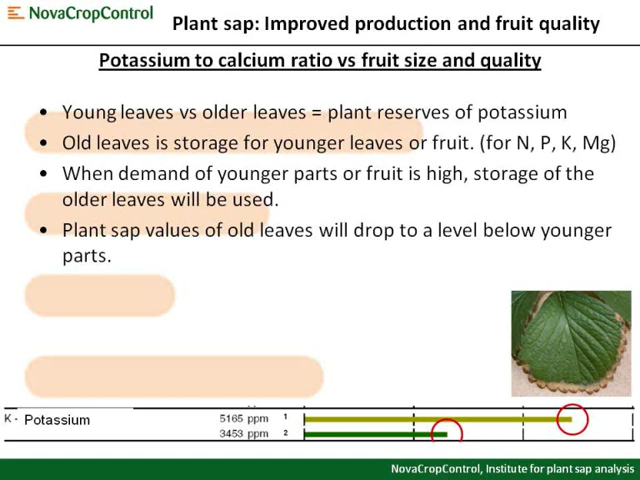 NovaCropControl
Plant sap: Improved production and fruit quality
Potassium to calcium ratio vs fruit size and quality
• Young leaves vs older leaves = plant reserves of potassium
• Old leaves is storage for younger leaves or fruit. (for N, P, K, Mg)
• When demand of younger parts or fruit is high, storage of the
older leaves will be used.
• Plant sap values of old leaves will drop to a level below younger
parts.
K - Potassium 5165 ppm 1
3453 ppm 2
NovaCropControl, Institute for plant sap analysis